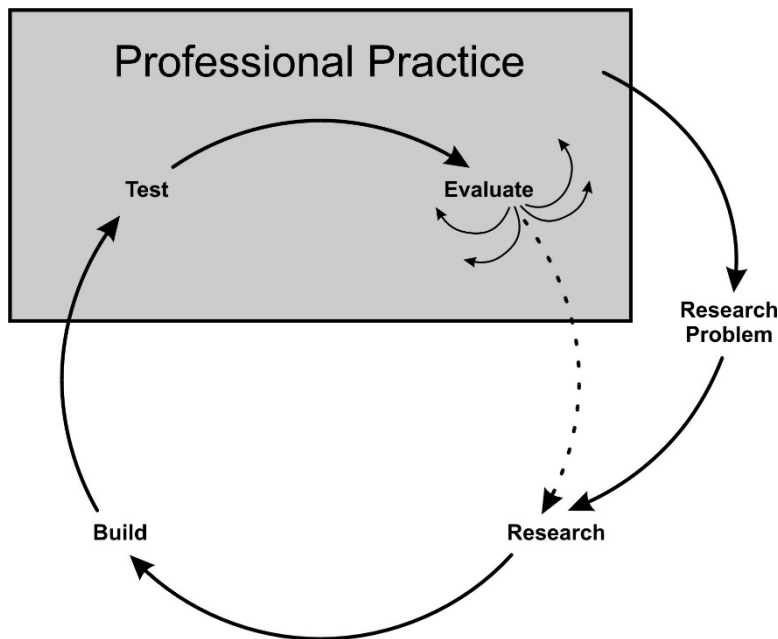 Professional Practice
Test
Evaluate
Research
Problem
Build
Research